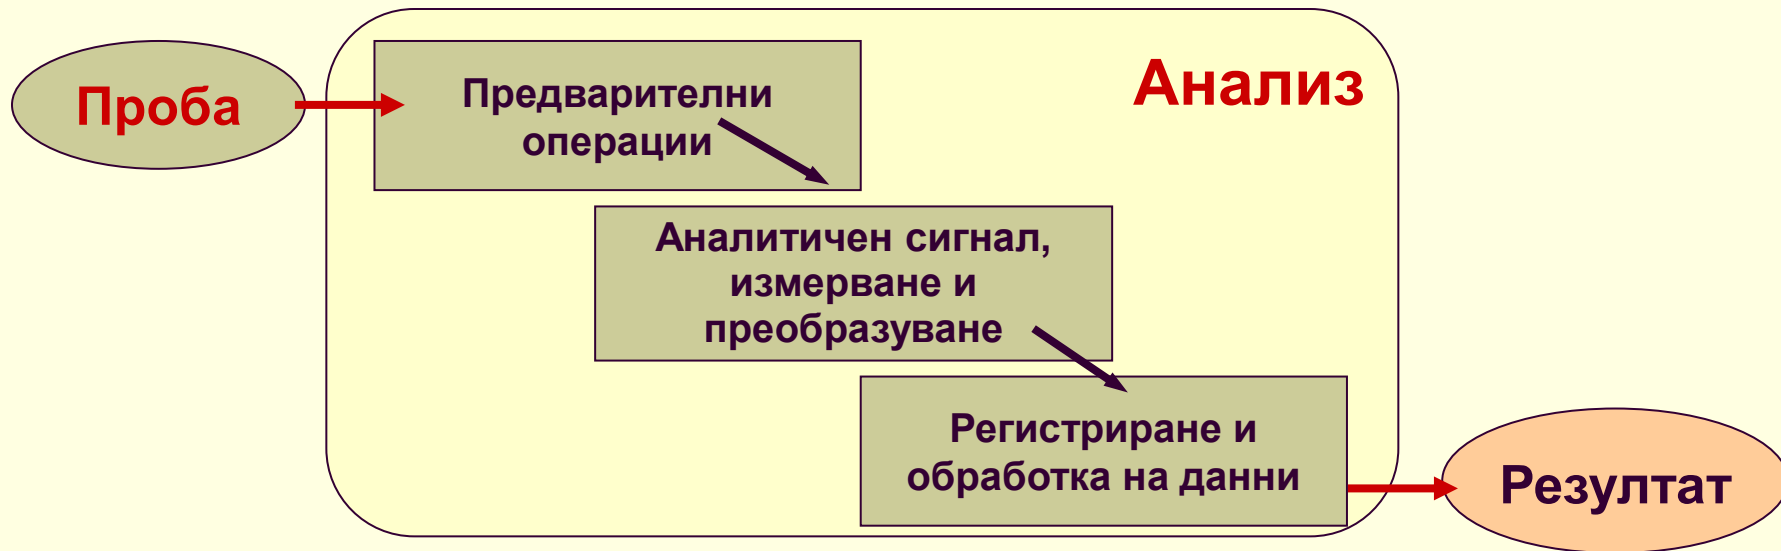 Проба
Предварителни
операции
Анализ
Аналитичен сигнал,
измерване и
преобразуване
Регистриране и
обработка на данни
Резултат